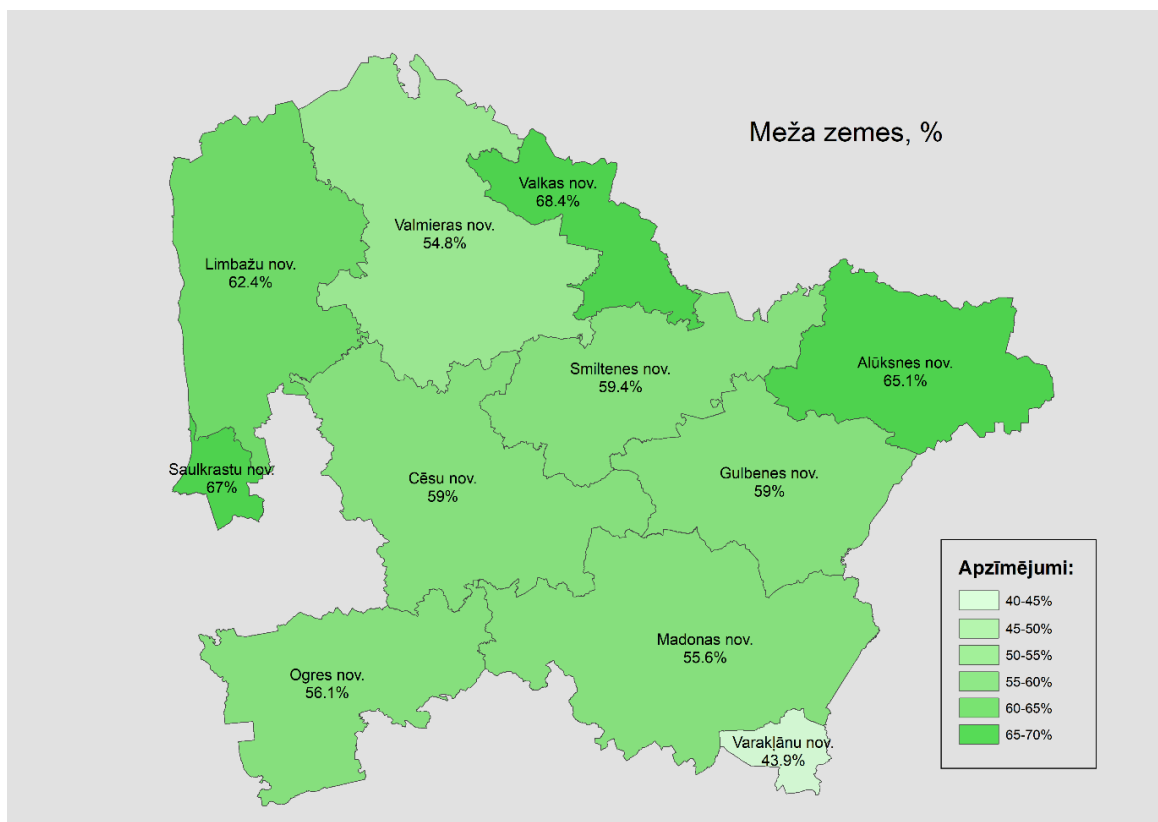 Meža zemes, %
Valkas nov.
68.4%
Valmieras nov.
54.8%
Limbažu nov.
62.4%
Smiltenes nov.
59.4%
Alūksnes nov.
65.1%
Saulkrastu nov.
67%
Cēsu nov.
59%
Gulbenes nov.
59%
Madonas nov.
55.6%
Ogres nov.
56.1%
Varakļānu nov.
43.9%
Apzīmējumi:
40-45%
45-50%
50-55%
55-60%
60-65%
65-70%